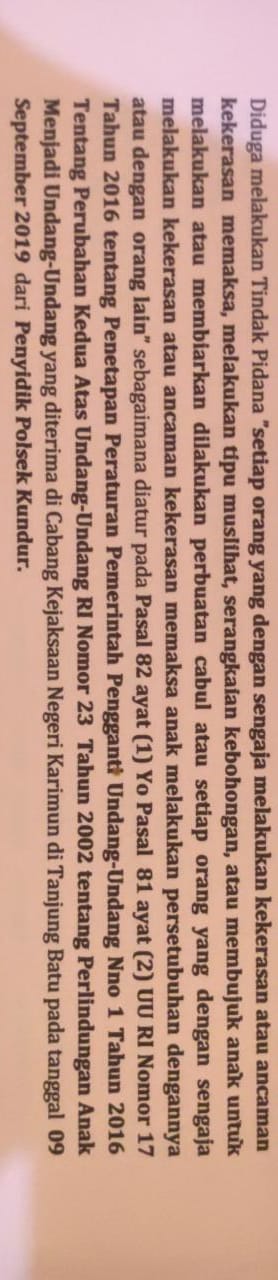 Diduga melakukan Tindak Pidana "setiap orang yang dengan sengaja melakukan kekerasan atau ancaman
kekerasan memaksa, melakukan tipu muslihat, serangkaian kebohongan, atau membujuk anak untuk
melakukan atau membiarkan dilakukan perbuatan cabul atau setiap orang yang dengan sengaja
melakukan kekerasan atau ancaman kekerasan memaksa anak melakukan persetubuhan dengannya
atau dengan orang lain" sebagaimana diatur pada Pasal 82 ayat (1) Yo Pasal 81 ayat (2) UU RI Nomor 17
Tahun 2016 tentang Penetapan Peraturan Pemerintah Pengganti Undang-Undang Nno 1 Tahun 2016
Tentang Perubahan Kedua Atas Undang-Undang RI Nomor 23 Tahun 2002 tentang Perlindungan Anak
Menjadi Undang-Undang yang diterima di Cabang Kejaksaan Negeri Karimun di Tanjung Batu pada tanggal 09
September 2019 dari Penyidik Polsek Kundur.